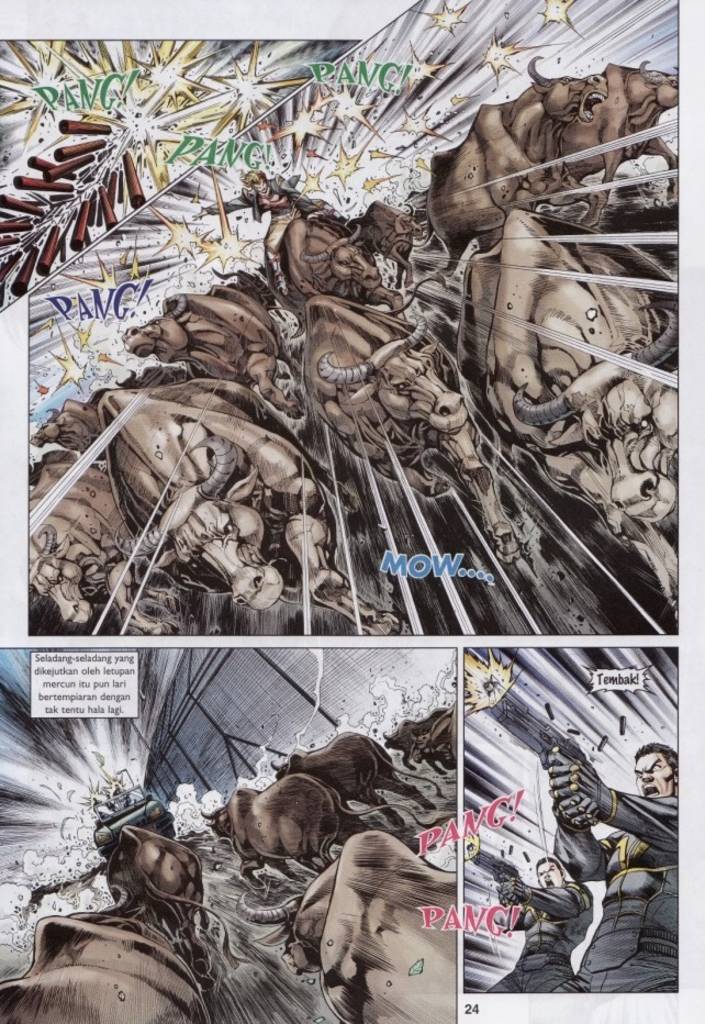 PANG!
PANG!
PANG!
PANG!
MOW....
Seladang-seladang yang
dikejutkan oleh letupan
mercun itu pun lari
bertempiaran dengan
tak tentu hala lagi.
Tembak!
PANG!
PANG!
24